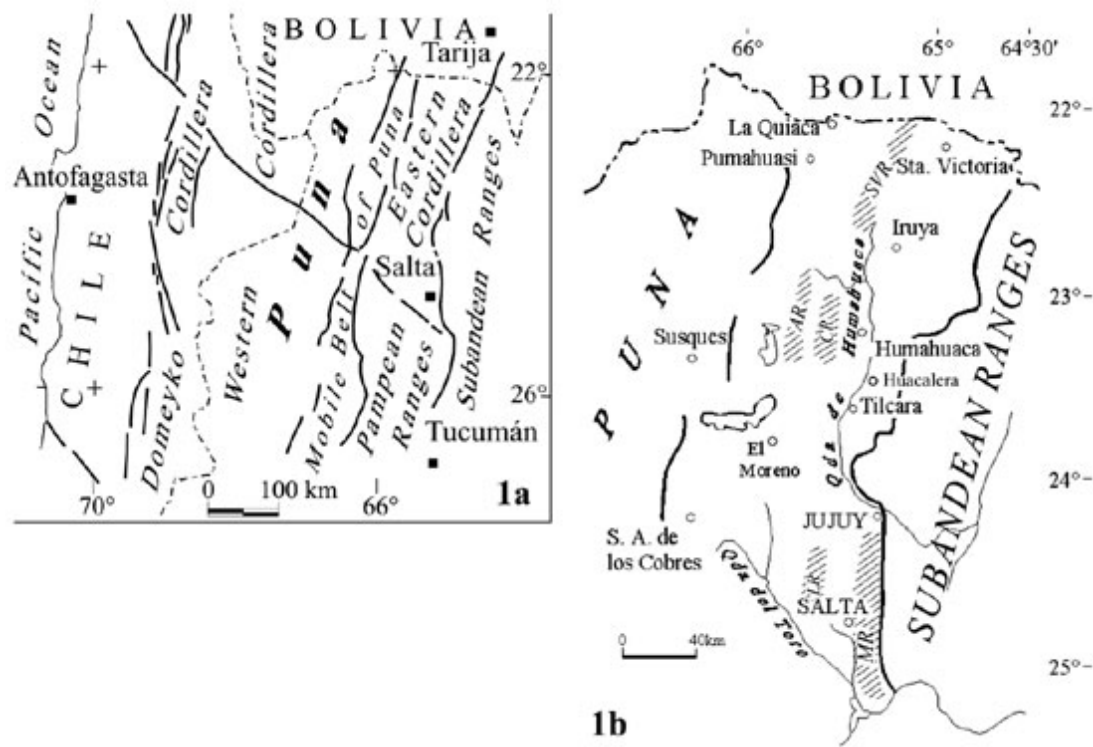 BOLIVIA
Tarija
22°
Pacific Ocean
Antofagasta
CHILE
Cordillera
Domeyko
Cordillera
Western
Puna
Mobile Belt of Puna
Eastern
Cordillera
Salta
Pampean
Ranges
Subandean Ranges
26°
Tucumán
70°
0 100 km
66°
1a
66° 65° 64°30'
BOLIVIA
22°
La Quiaca
Pumahuasi
SVR
Sta. Victoria
Iruya
PUNA
23°
AR
CR
Qda de Humahuaca
Susques
Humahuaca
Huacalera
Tilcara
SUBANDEAN RANGES
El
Moreno
24°
JUJUY
S. A. de
los Cobres
Qda del Toro
LR
SALTA
MR
0 40km
25°
1b